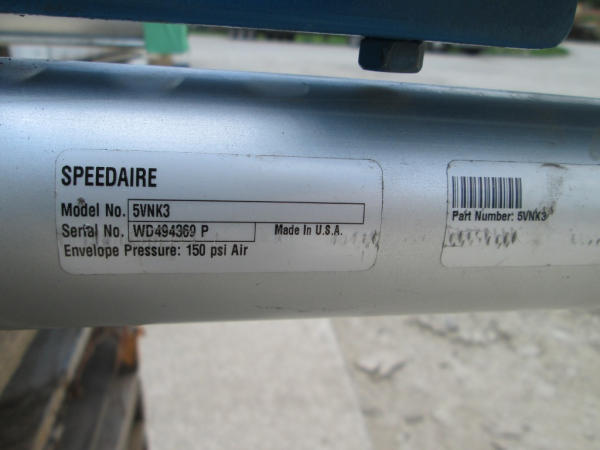 SPEEDAIRE
Model No. 5VNK3
Serial No. WD494369 P Made In U.S.A.
Envelope Pressure: 150 psi Air
Part Number: 5VNK3